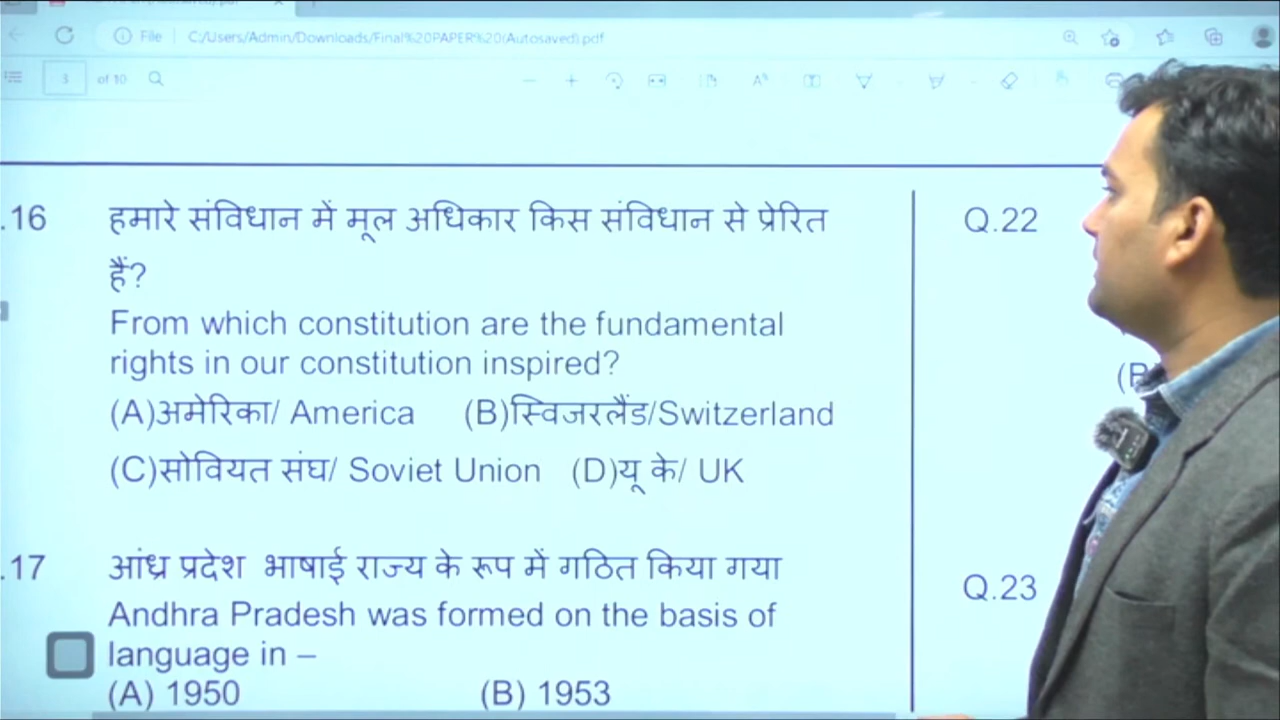 File
C:/Users/Admin/Downloads/Final%20PAPER%20(Autosaved).pdf
3 of 10
.16 हमारे संविधान में मूल अधिकार किस संविधान से प्रेरित
हैं?
From which constitution are the fundamental
rights in our constitution inspired?
(A)अमेरिका/ America (B)स्विजरलैंड/Switzerland
(C)सोवियत संघ/ Soviet Union (D)यू के/ UK
.17 आंध्र प्रदेश भाषाई राज्य के रूप में गठित किया गया
Andhra Pradesh was formed on the basis of
language in –
(A) 1950 (B) 1953
Q.22
(B
Q.23